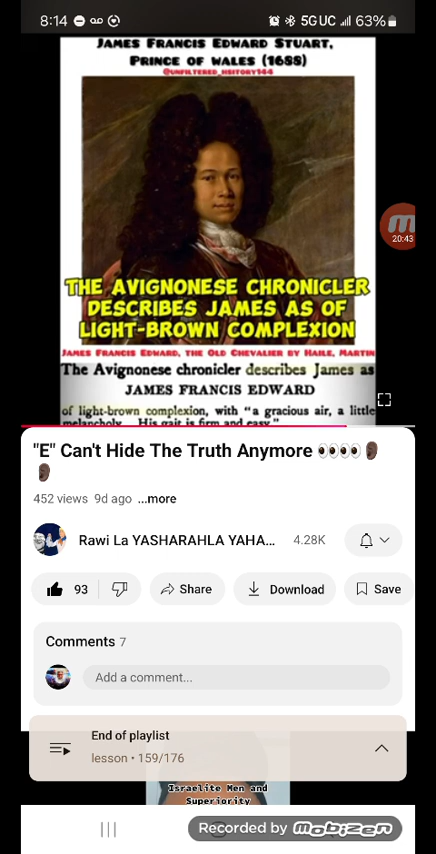 8:14
5GUC 63%
JAMES FRANCIS EDWARD STUART,
PRINCE OF WALES (1688)
@UNFILTERED_HSITORY144
20:43
THE AVIGNONESE CHRONICLER
DESCRIBES JAMES AS OF
LIGHT-BROWN COMPLEXION
JAMES FRANCIS EDWARD, THE OLD CHEVALIER BY HAILE, MARTIN
The Avignonese chronicler describes James as
JAMES FRANCIS EDWARD
of light-brown complexion, with "a gracious air, a little
melancholy. His gait is firm and easy."
"E" Can't Hide The Truth Anymore 👀👀👂🏿
👂🏿
452 views 9d ago ...more
Rawi La YASHARAHLA YAHA... 4.28K
93 Share Download Save
Comments 7
Add a comment...
End of playlist
lesson • 159/176
Israelite Men and
Superiority
Recorded by mobizen